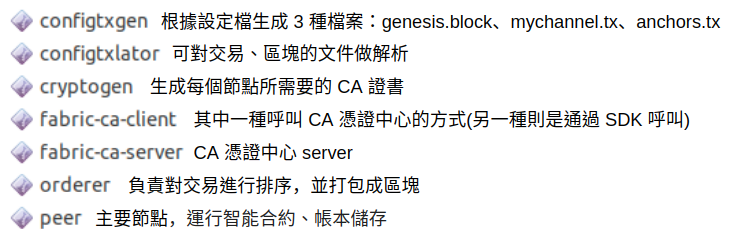 configtxgen 根據設定檔生成 3 種檔案：genesis.block、mychannel.tx、anchors.tx
configtxlator 可對交易、區塊的文件做解析
cryptogen 生成每個節點所需要的 CA 證書
fabric-ca-client 其中一種呼叫 CA 憑證中心的方式(另一種則是通過 SDK 呼叫)
fabric-ca-server CA 憑證中心 server
orderer 負責對交易進行排序，並打包成區塊
peer 主要節點，運行智能合約、帳本儲存